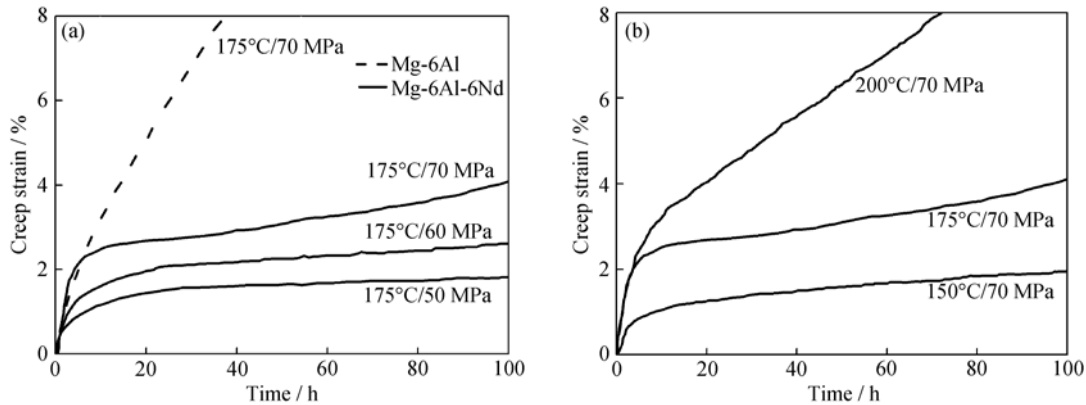 (a)
175°C/70 MPa
Mg-6Al
Mg-6Al-6Nd
175°C/70 MPa
175°C/60 MPa
175°C/50 MPa
8
6
4
2
0
Creep strain / %
0 20 40 60 80 100
Time / h
(b)
200°C/70 MPa
175°C/70 MPa
150°C/70 MPa
8
6
4
2
0
Creep strain / %
0 20 40 60 80 100
Time / h